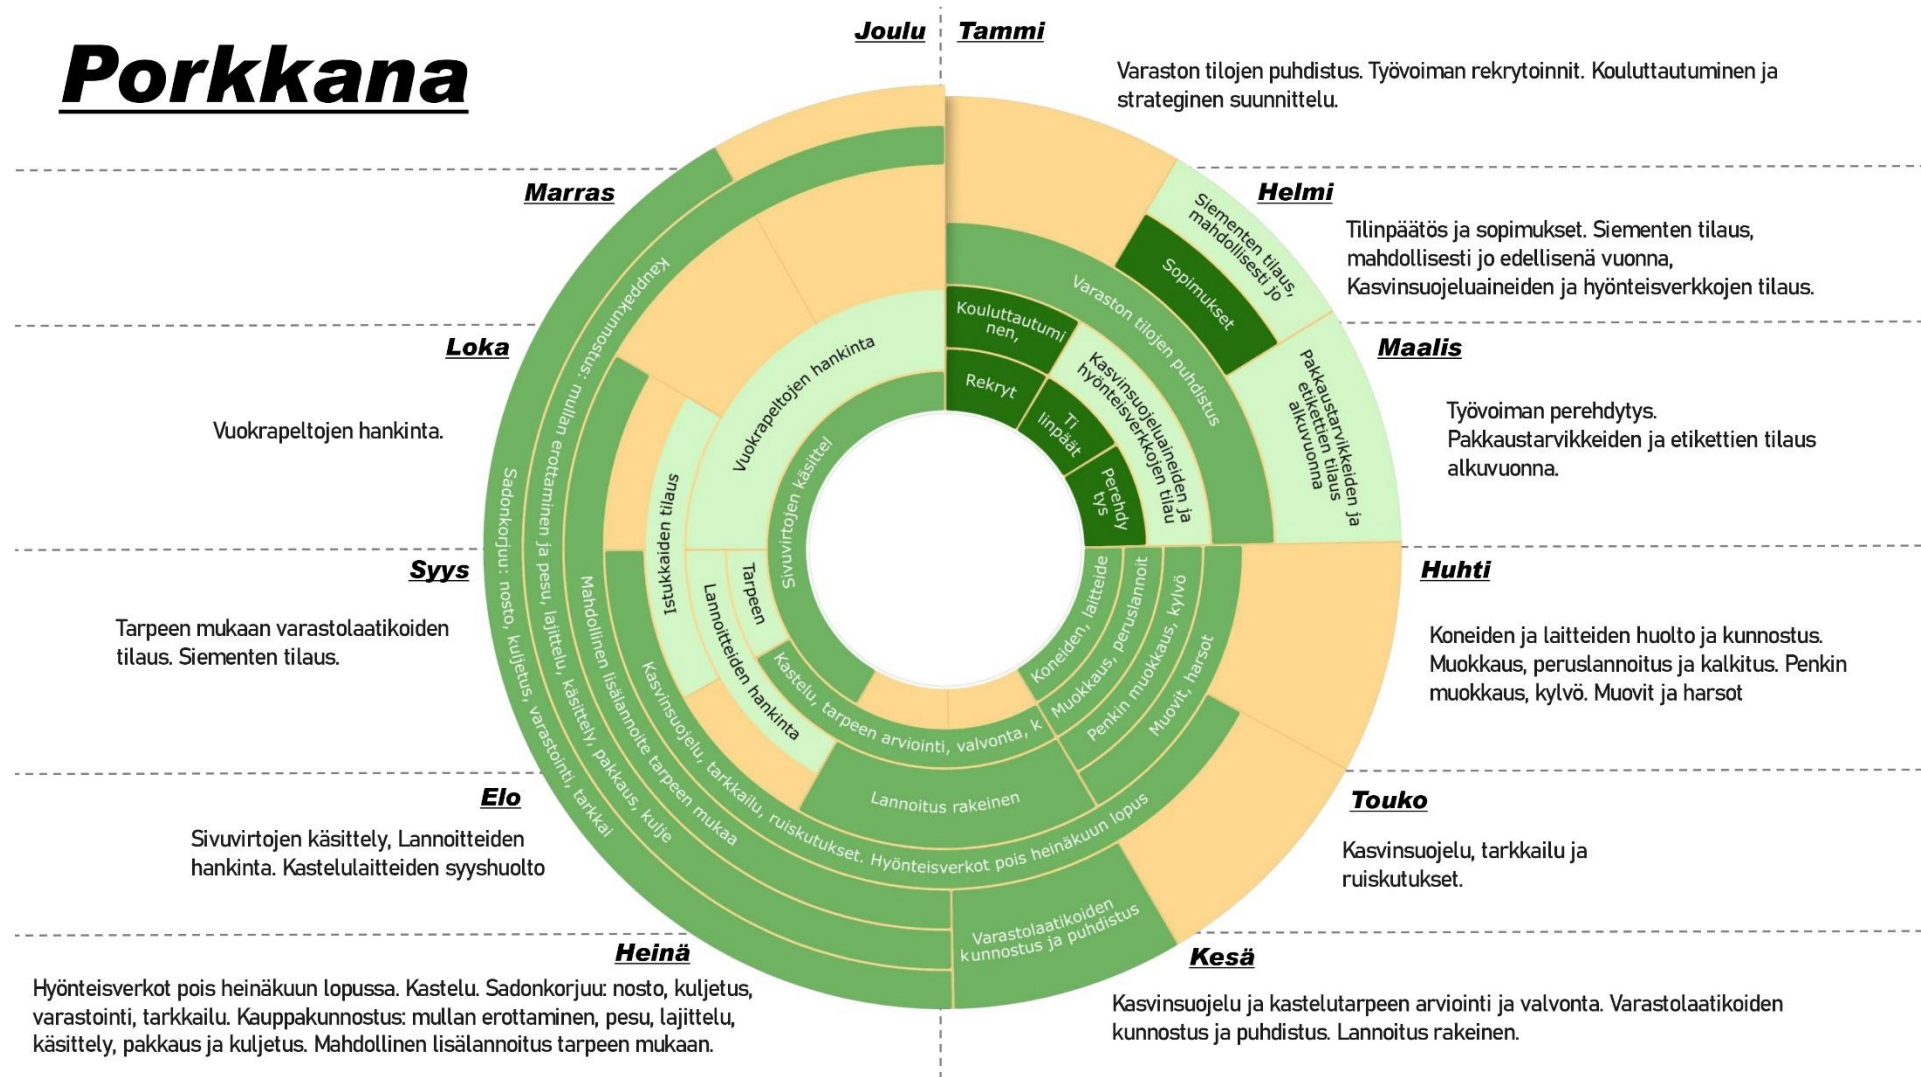 Porkkana
Joulu
Tammi
Varaston tilojen puhdistus. Työvoiman rekrytoinnit. Kouluttautuminen ja
strateginen suunnittelu.
Helmi
Tilinpäätös ja sopimukset. Siementen tilaus,
mahdollisesti jo edellisenä vuonna,
Kasvinsuojeluaineiden ja hyönteisverkkojen tilaus.
Maalis
Työvoiman perehdytys.
Pakkaustarvikkeiden ja etikettien tilaus
alkuvuonna.
Huhti
Koneiden ja laitteiden huolto ja kunnostus.
Muokkaus, peruslannoitus ja kalkitus. Penkin
muokkaus, kylvö. Muovit ja harsot
Touko
Kasvinsuojelu, tarkkailu ja
ruiskutukset.
Kesä
Kasvinsuojelu ja kastelutarpeen arviointi ja valvonta. Varastolaatikoiden
kunnostus ja puhdistus. Lannoitus rakeinen.
Heinä
Hyönteisverkot pois heinäkuun lopussa. Kastelu. Sadonkorjuu: nosto, kuljetus,
varastointi, tarkkailu. Kauppakunnostus: mullan erottaminen, pesu, lajittelu,
käsittely, pakkaus ja kuljetus. Mahdollinen lisälannoitus tarpeen mukaan.
Elo
Sivuvirtojen käsittely, Lannoitteiden
hankinta. Kastelulaitteiden syyshuolto
Syys
Tarpeen mukaan varastolaatikoiden
tilaus. Siementen tilaus.
Loka
Vuokrapeltojen hankinta.
Marras
Siementen tilaus,
mahdollisesti jo
Sopimukset
Varaston tilojen puhdistus
Kouluttautumi
nen,
Rekryt
Ti
linpäät
Perehdy
tys
Kasvinsuojeluaineiden ja
hyönteisverkkojen tilau
Pakkaustarvikkeiden ja
etikettien tilaus
alkuvuonna
Koneiden, laitteide
Muokkaus, peruslannoit
Penkin muokkaus, kylvö
Muovit, harsot
Varastolaatikoiden
kunnostus ja puhdistus
Lannoitus rakeinen
Kastelu, tarpeen arviointi, valvonta, k
Kasvinsuojelu, tarkkailu, ruiskutukset. Hyönteisverkot pois heinäkuun lopus
Mahdollinen lisälannoite tarpeen mukaa
Kauppakunnostus: mullan erottaminen ja pesu, lajittelu, käsittely, pakkaus, kulje
Sadonkorjuu: nosto, kuljetus, varastointi, tarkkai
Lannoitteiden hankinta
Tarpeen
Istukkaiden tilaus
Vuokrapeltojen hankinta
Sivuvirtojen käsittel